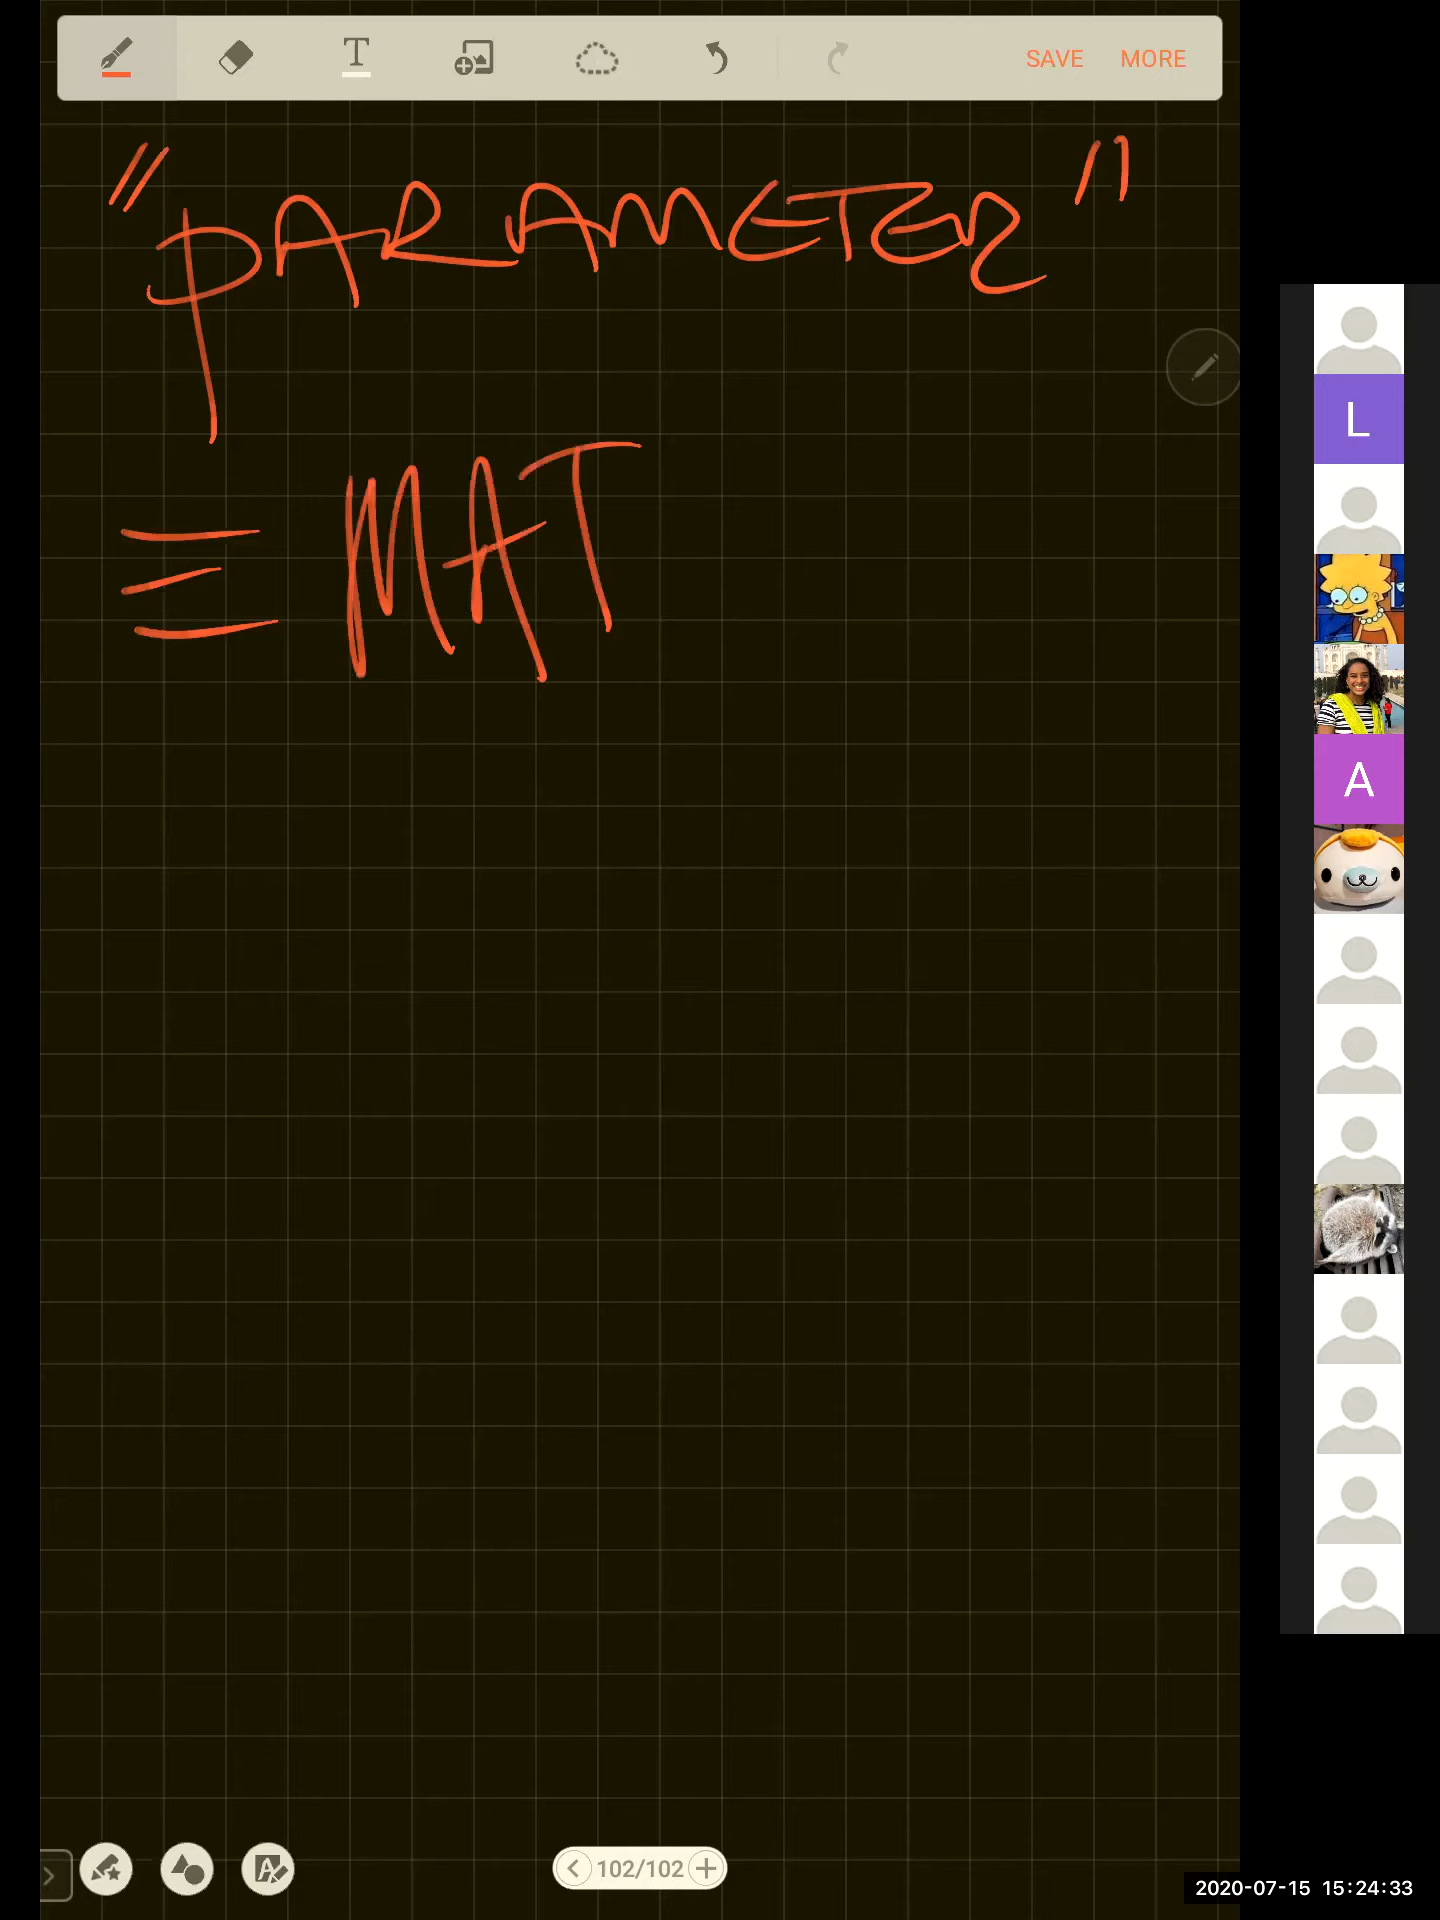 T SAVE MORE
"PARAMETER"
≡ MAT
L
A
102/102
2020-07-15 15:24:33